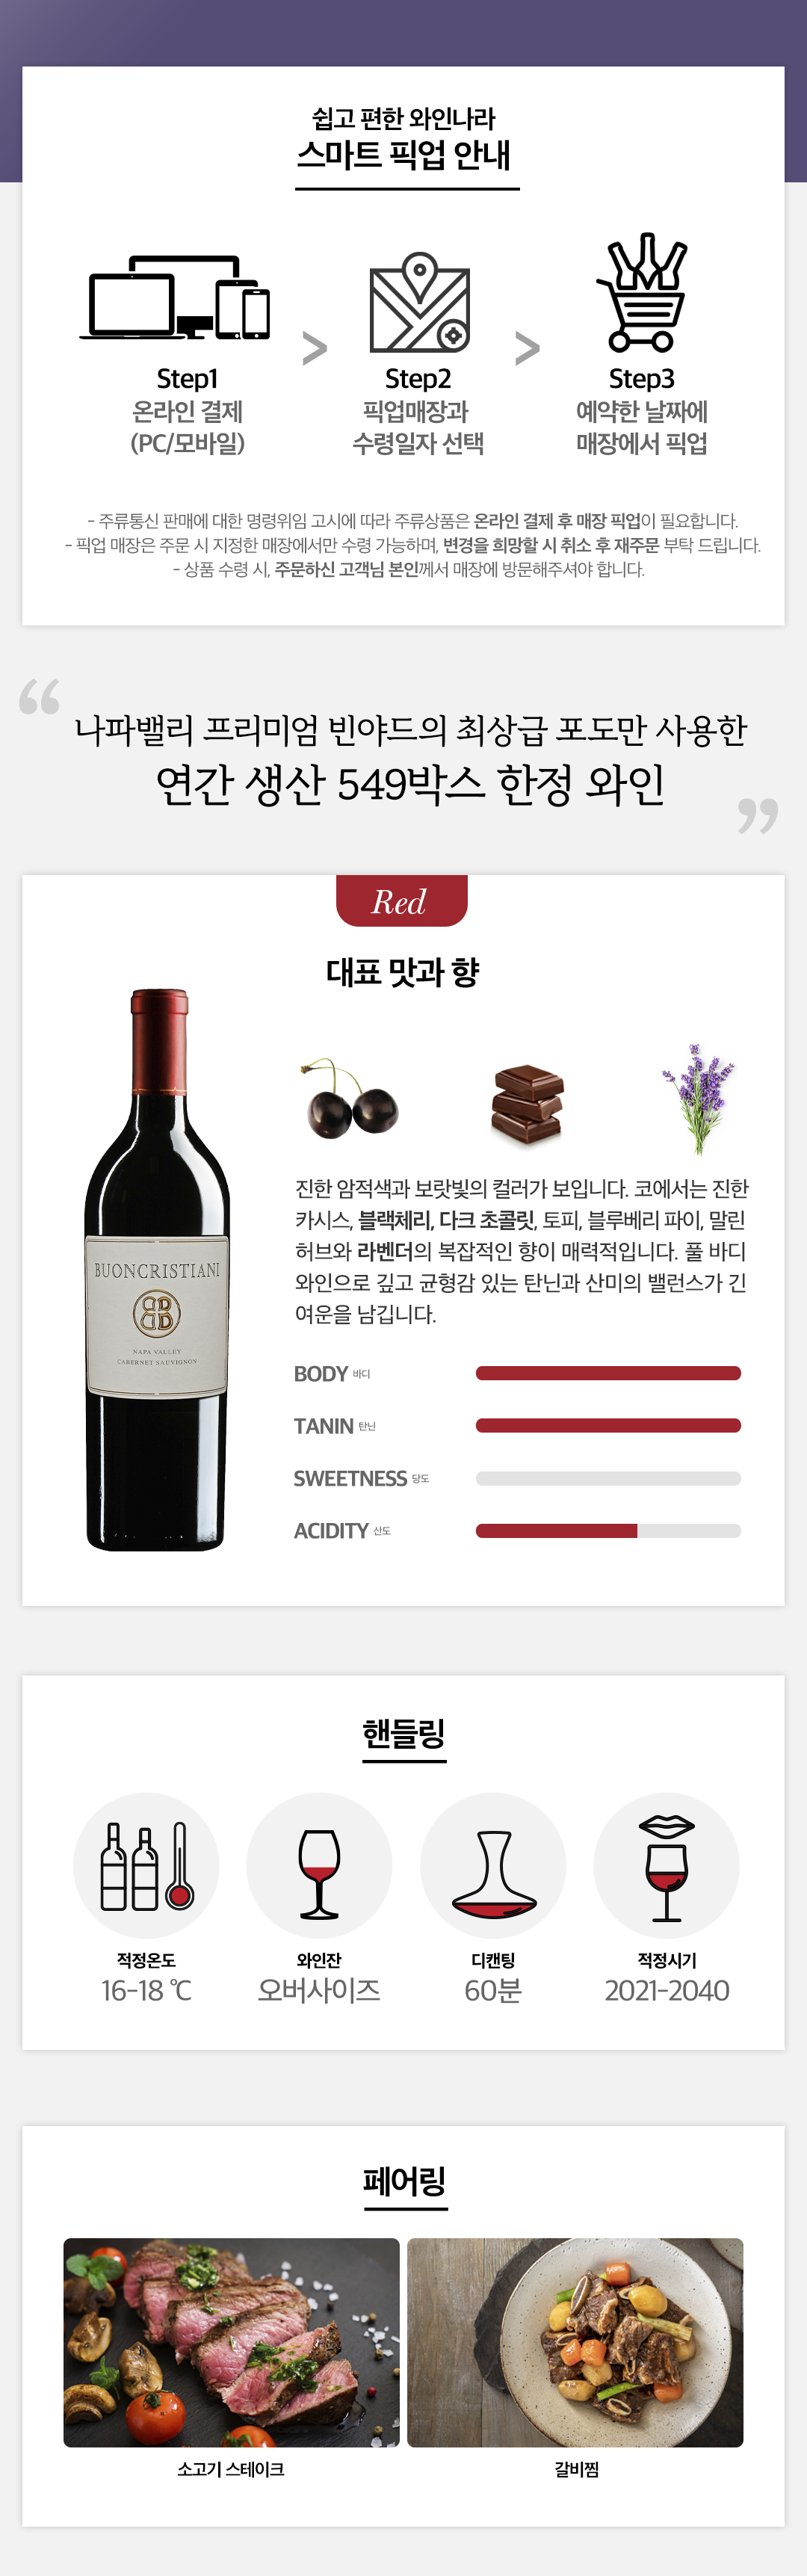 쉽고 편한 와인나라
스마트 픽업 안내
Step1
온라인 결제
(PC/모바일)
>
Step2
픽업매장과
수령일자 선택
>
Step3
예약한 날짜에
매장에서 픽업
- 주류통신 판매에 대한 명령위임 고시에 따라 주류상품은 온라인 결제 후 매장 픽업이 필요합니다.
- 픽업 매장은 주문 시 지정한 매장에서만 수령 가능하며, 변경을 희망할 시 취소 후 재주문 부탁 드립니다.
- 상품 수령 시, 주문하신 고객님 본인께서 매장에 방문해주셔야 합니다.
“ 나파밸리 프리미엄 빈야드의 최상급 포도만 사용한
연간 생산 549박스 한정 와인 ”
Red
대표 맛과 향
BUONCRISTIANI
BB
NAPA VALLEY
CABERNET SAUVIGNON
진한 암적색과 보랏빛의 컬러가 보입니다. 코에서는 진한
카시스, 블랙체리, 다크 초콜릿, 토피, 블루베리 파이, 말린
허브와 라벤더의 복잡적인 향이 매력적입니다. 풀 바디
와인으로 깊고 균형감 있는 탄닌과 산미의 밸런스가 긴
여운을 남깁니다.
BODY 바디
TANIN 탄닌
SWEETNESS 당도
ACIDITY 산도
핸들링
적정온도
16-18 ℃
와인잔
오버사이즈
디캔팅
60분
적정시기
2021-2040
페어링
소고기 스테이크
갈비찜